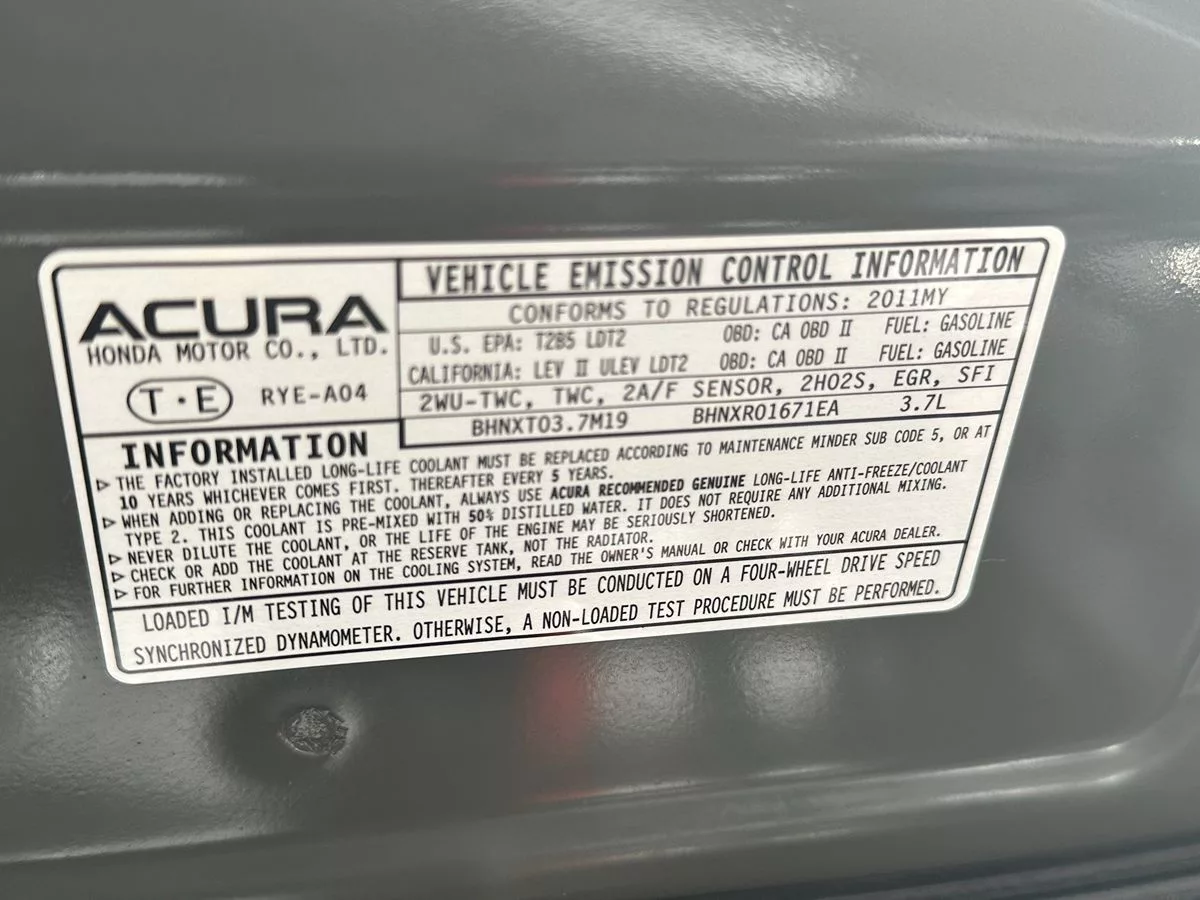 ACURA
HONDA MOTOR CO., LTD.
T·E RYE-A04
VEHICLE EMISSION CONTROL INFORMATION
CONFORMS TO REGULATIONS: 2011MY
U.S. EPA: T2B5 LDT2 OBD: CA OBD II FUEL: GASOLINE
CALIFORNIA: LEV II ULEV LDT2 OBD: CA OBD II FUEL: GASOLINE
2WU-TWC, TWC, 2A/F SENSOR, 2HO2S, EGR, SFI
BHNXT03.7M19 BHNXR01671EA 3.7L
INFORMATION
▷ THE FACTORY INSTALLED LONG-LIFE COOLANT MUST BE REPLACED ACCORDING TO MAINTENANCE MINDER SUB CODE 5, OR AT
10 YEARS WHICHEVER COMES FIRST. THEREAFTER EVERY 5 YEARS.
▷ WHEN ADDING OR REPLACING THE COOLANT, ALWAYS USE ACURA RECOMMENDED GENUINE LONG-LIFE ANTI-FREEZE/COOLANT
TYPE 2. THIS COOLANT IS PRE-MIXED WITH 50% DISTILLED WATER. IT DOES NOT REQUIRE ANY ADDITIONAL MIXING.
▷ NEVER DILUTE THE COOLANT, OR THE LIFE OF THE ENGINE MAY BE SERIOUSLY SHORTENED.
▷ CHECK OR ADD THE COOLANT AT THE RESERVE TANK, NOT THE RADIATOR.
▷ FOR FURTHER INFORMATION ON THE COOLING SYSTEM, READ THE OWNER'S MANUAL OR CHECK WITH YOUR ACURA DEALER.
LOADED I/M TESTING OF THIS VEHICLE MUST BE CONDUCTED ON A FOUR-WHEEL DRIVE SPEED
SYNCHRONIZED DYNAMOMETER. OTHERWISE, A NON-LOADED TEST PROCEDURE MUST BE PERFORMED.